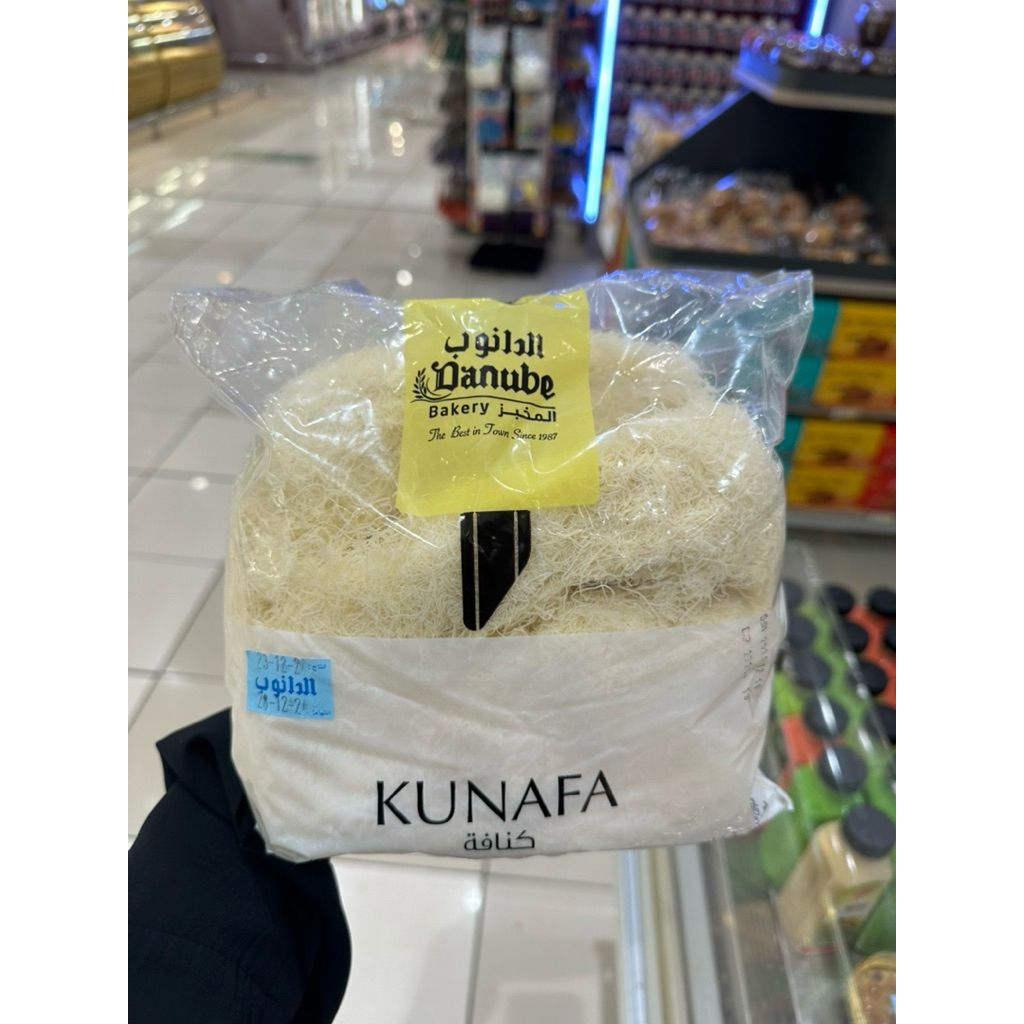 الدانوب
Danube
Bakery المخبز
The Best in Town Since 1987
الدانوب
KUNAFA
كنافة